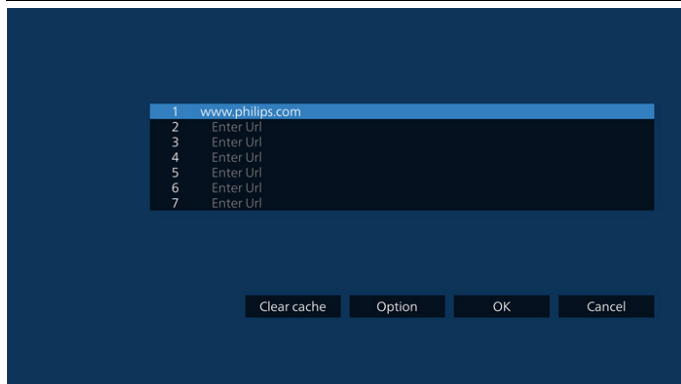 1 www.philips.com
2 Enter Url
3 Enter Url
4 Enter Url
5 Enter Url
6 Enter Url
7 Enter Url
Clear cache Option OK Cancel